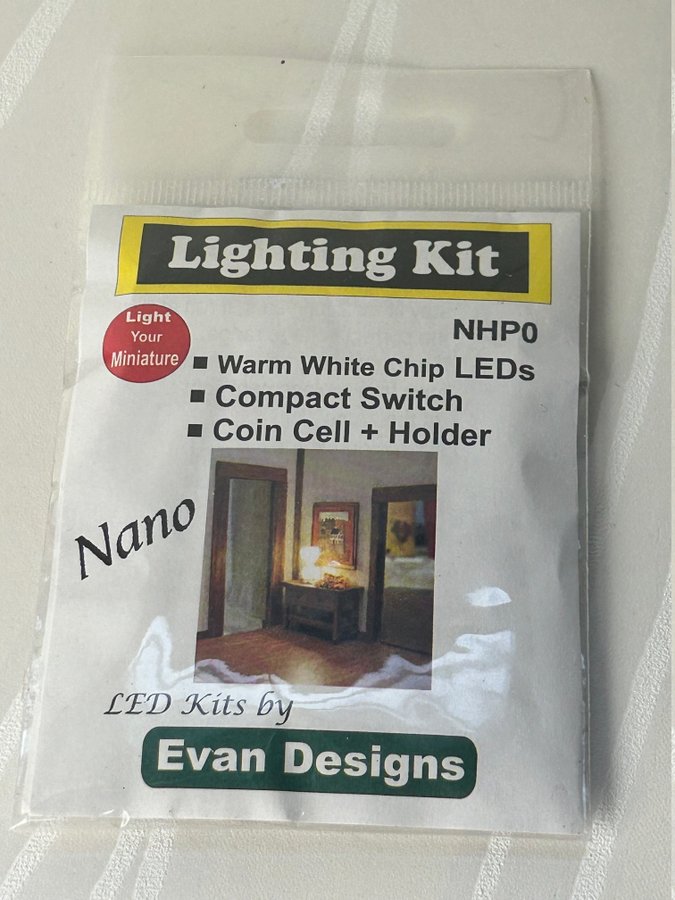 Lighting Kit
NHP0
Light
Your
Miniature
■ Warm White Chip LEDs
■ Compact Switch
■ Coin Cell + Holder
Nano
LED Kits by
Evan Designs